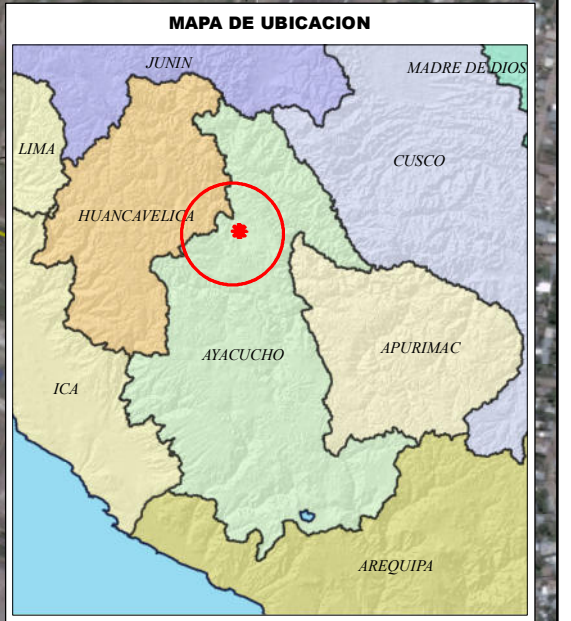 MAPA DE UBICACION
JUNIN
MADRE DE DIOS
LIMA
CUSCO
HUANCAVELICA
AYACUCHO
APURIMAC
ICA
AREQUIPA